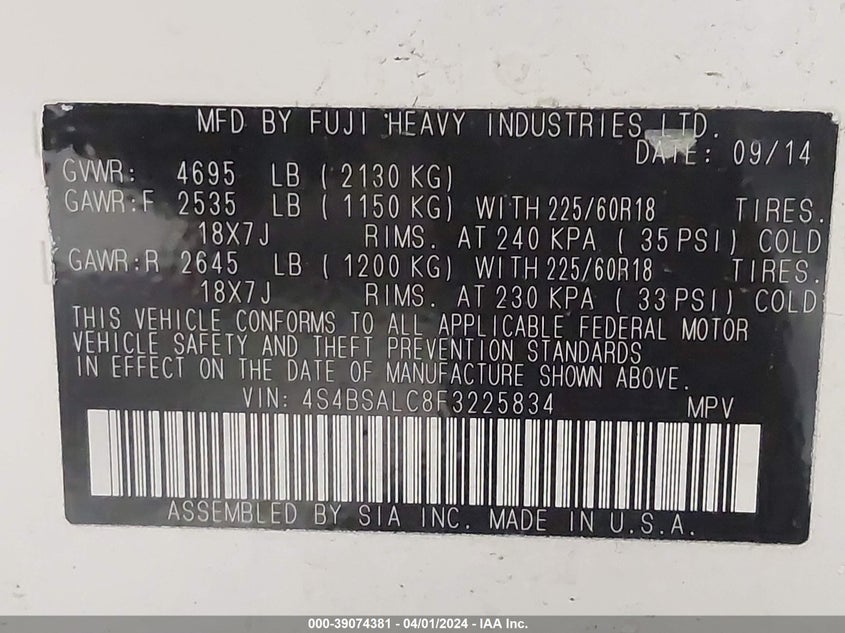 MFD BY FUJI HEAVY INDUSTRIES LTD.
DATE: 09/14
GVWR: 4695 LB ( 2130 KG)
GAWR:F 2535 LB ( 1150 KG) WITH 225/60R18 TIRES.
18X7J RIMS. AT 240 KPA ( 35 PSI) COLD
GAWR:R 2645 LB ( 1200 KG) WITH 225/60R18 TIRES.
18X7J RIMS. AT 230 KPA ( 33 PSI) COLD
THIS VEHICLE CONFORMS TO ALL APPLICABLE FEDERAL MOTOR
VEHICLE SAFETY AND THEFT PREVENTION STANDARDS
IN EFFECT ON THE DATE OF MANUFACTURE SHOWN ABOVE.
VIN: 4S4BSALC8F3225834 MPV
ASSEMBLED BY SIA INC. MADE IN U.S.A.
000-39074381 - 04/01/2024 - IAA Inc.